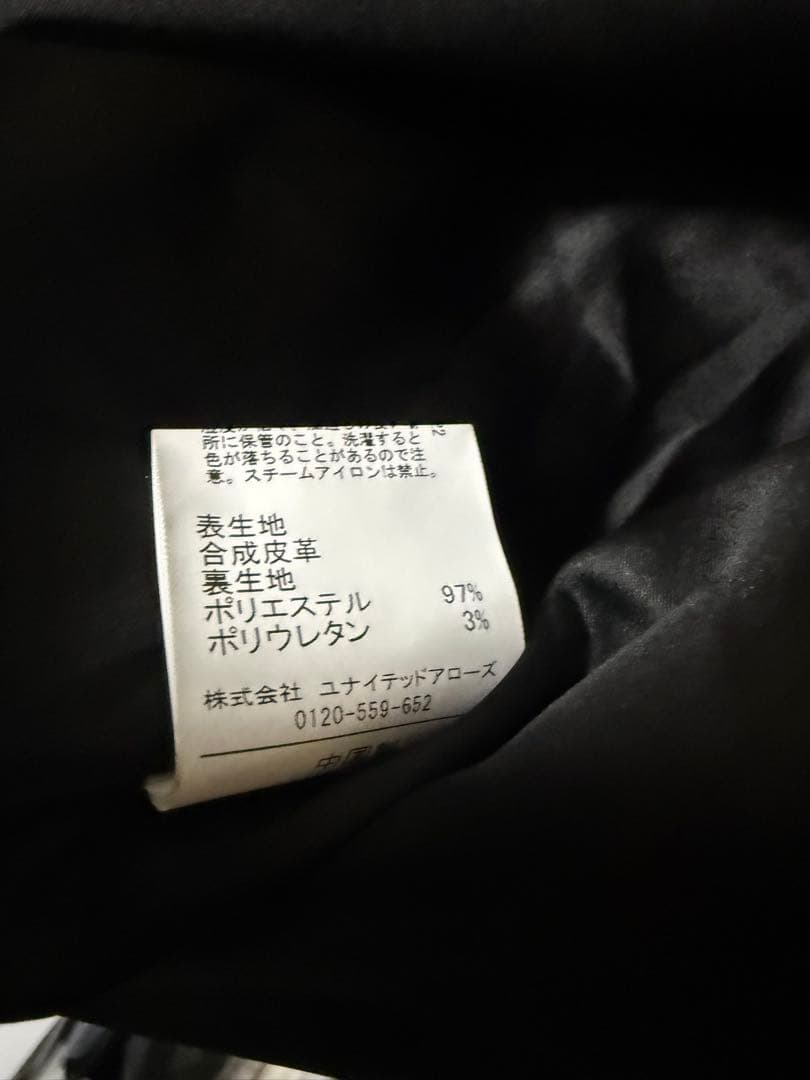 所に保管のこと。洗濯すると
色が落ちることがあるので注
意。スチームアイロンは禁止。
表生地
合成皮革
裏生地
ポリエステル 97%
ポリウレタン 3%
株式会社 ユナイテッドアローズ
0120-559-652
中国製